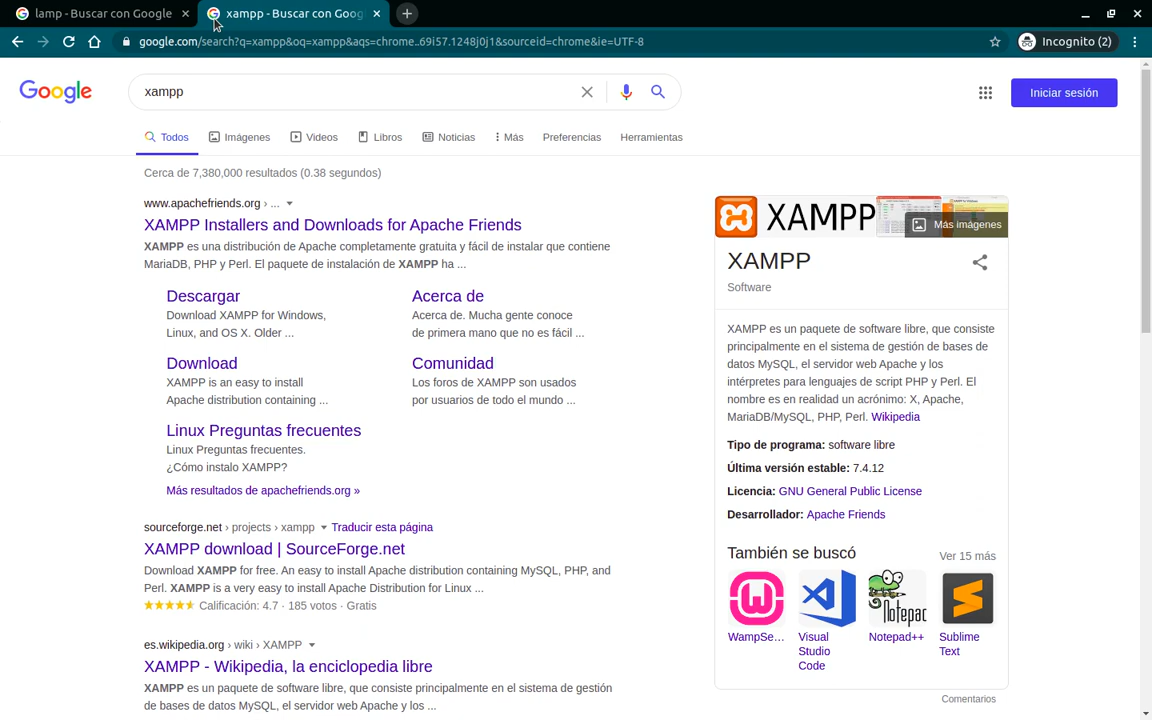 lamp - Buscar con Google
xampp - Buscar con Goog
google.com/search?q=xampp&oq=xampp&aqs=chrome..69i57.1248j0j1&sourceid=chrome&ie=UTF-8
Incognito (2)
Google
xampp
Iniciar sesión
Todos
Imágenes
Videos
Libros
Noticias
Más
Preferencias
Herramientas
Cerca de 7,380,000 resultados (0.38 segundos)
www.apachefriends.org › ...
XAMPP Installers and Downloads for Apache Friends
XAMPP es una distribución de Apache completamente gratuita y fácil de instalar que contiene
MariaDB, PHP y Perl. El paquete de instalación de XAMPP ha ...
Descargar
Download XAMPP for Windows,
Linux, and OS X. Older ...
Acerca de
Acerca de. Mucha gente conoce
de primera mano que no es fácil ...
Download
XAMPP is an easy to install
Apache distribution containing ...
Comunidad
Los foros de XAMPP son usados
por usuarios de todo el mundo ...
Linux Preguntas frecuentes
Linux Preguntas frecuentes.
¿Cómo instalo XAMPP?
Más resultados de apachefriends.org »
sourceforge.net › projects › xampp
Traducir esta página
XAMPP download | SourceForge.net
Download XAMPP for free. An easy to install Apache distribution containing MySQL, PHP, and
Perl. XAMPP is a very easy to install Apache Distribution for Linux ...
Calificación: 4.7 · 185 votos · Gratis
es.wikipedia.org › wiki › XAMPP
XAMPP - Wikipedia, la enciclopedia libre
XAMPP es un paquete de software libre, que consiste principalmente en el sistema de gestión
de bases de datos MySQL, el servidor web Apache y los ...
XAMPP
Más imágenes
XAMPP
Software
XAMPP es un paquete de software libre, que consiste
principalmente en el sistema de gestión de bases de
datos MySQL, el servidor web Apache y los
intérpretes para lenguajes de script PHP y Perl. El
nombre es en realidad un acrónimo: X, Apache,
MariaDB/MySQL, PHP, Perl. Wikipedia
Tipo de programa: software libre
Última versión estable: 7.4.12
Licencia: GNU General Public License
Desarrollador: Apache Friends
También se buscó
Ver 15 más
Notepad
WampSe...
Visual
Studio
Code
Notepad++
Sublime
Text
Comentarios